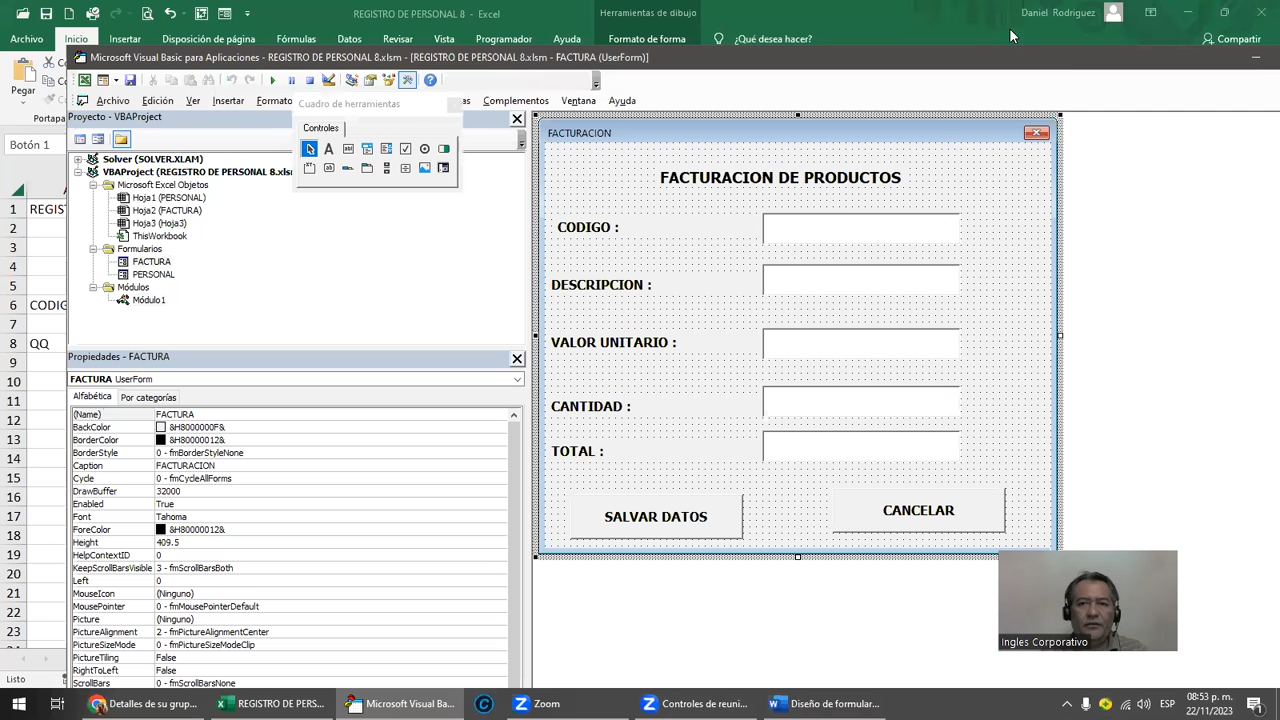 REGISTRO DE PERSONAL 8 - Excel
Herramientas de dibujo
Daniel Rodriguez
Archivo Inicio Insertar Disposición de página Fórmulas Datos Revisar Vista Programador Ayuda Formato de forma ¿Qué desea hacer? Compartir
Microsoft Visual Basic para Aplicaciones - REGISTRO DE PERSONAL 8.xlsm - [REGISTRO DE PERSONAL 8.xlsm - FACTURA (UserForm)]
Pegar
Portapa
Botón 1
Archivo Edición Ver Insertar Formato Complementos Ventana Ayuda
Cuadro de herramientas
Controles
Proyecto - VBAProject
Solver (SOLVER.XLAM)
VBAProject (REGISTRO DE PERSONAL 8.xlsm
Microsoft Excel Objetos
Hoja1 (PERSONAL)
Hoja2 (FACTURA)
Hoja3 (Hoja3)
ThisWorkbook
Formularios
FACTURA
PERSONAL
Módulos
Módulo1
A
1 REGIST
2
3
4
5
6 CODIG
7
8 QQ
9
10
11
12
13
14
15
16
17
18
19
20
21
22
23
Listo
Propiedades - FACTURA
FACTURA UserForm
Alfabética Por categorías
(Name) FACTURA
BackColor &H8000000F&
BorderColor &H80000012&
BorderStyle 0 - fmBorderStyleNone
Caption FACTURACION
Cycle 0 - fmCycleAllForms
DrawBuffer 32000
Enabled True
Font Tahoma
ForeColor &H80000012&
Height 409.5
HelpContextID 0
KeepScrollBarsVisible 3 - fmScrollBarsBoth
Left 0
MouseIcon (Ninguno)
MousePointer 0 - fmMousePointerDefault
Picture (Ninguno)
PictureAlignment 2 - fmPictureAlignmentCenter
PictureSizeMode 0 - fmPictureSizeModeClip
PictureTiling False
RightToLeft False
ScrollBars 0 - fmScrollBarsNone
FACTURACION
FACTURACION DE PRODUCTOS
CODIGO :
DESCRIPCION :
VALOR UNITARIO :
CANTIDAD :
TOTAL :
SALVAR DATOS
CANCELAR
Ingles Corporativo
Detalles de su grup...
REGISTRO DE PERS...
Microsoft Visual Ba...
Zoom
Controles de reuni...
Diseño de formular...
ESP
08:53 p. m.
22/11/2023